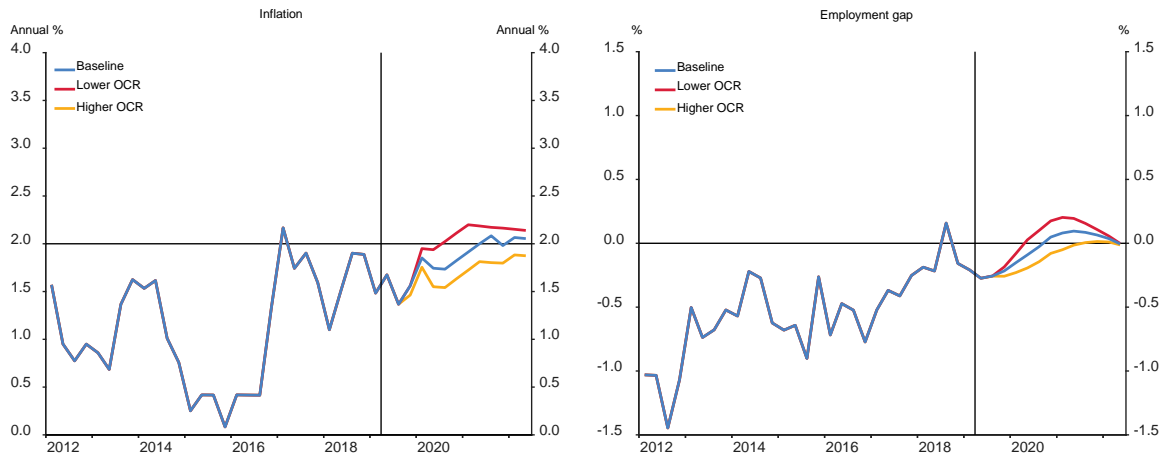 Inflation
Annual % Annual %
4.0 4.0
Baseline
Lower OCR
3.5 3.5
Higher OCR
3.0 3.0
2.5 2.5
2.0 2.0
1.5 1.5
1.0 1.0
0.5 0.5
0.0 0.0
2012 2014 2016 2018 2020
Employment gap
% %
1.5 1.5
Baseline
Lower OCR
Higher OCR
1.0 1.0
0.5 0.5
0.0 0.0
-0.5 -0.5
-1.0 -1.0
-1.5 -1.5
2012 2014 2016 2018 2020